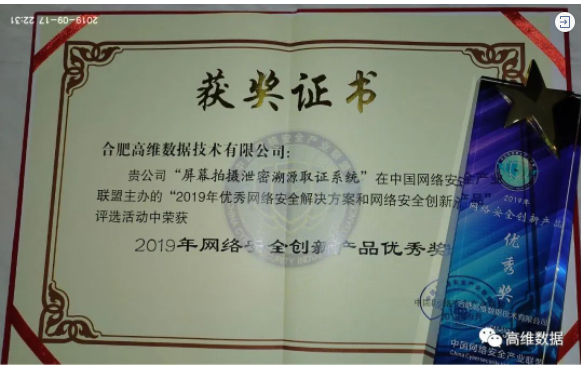 2019-09-17 22:31
获奖证书
合肥高维数据技术有限公司：
贵公司“屏幕拍摄泄密溯源取证系统”在中国网络安全产业
联盟主办的“2019年优秀网络安全解决方案和网络安全创新产品”
评选活动中荣获
2019年网络安全创新产品优秀奖
2019年
网络安全创新产品
优秀奖
中国网络安全产业联盟
高维数据